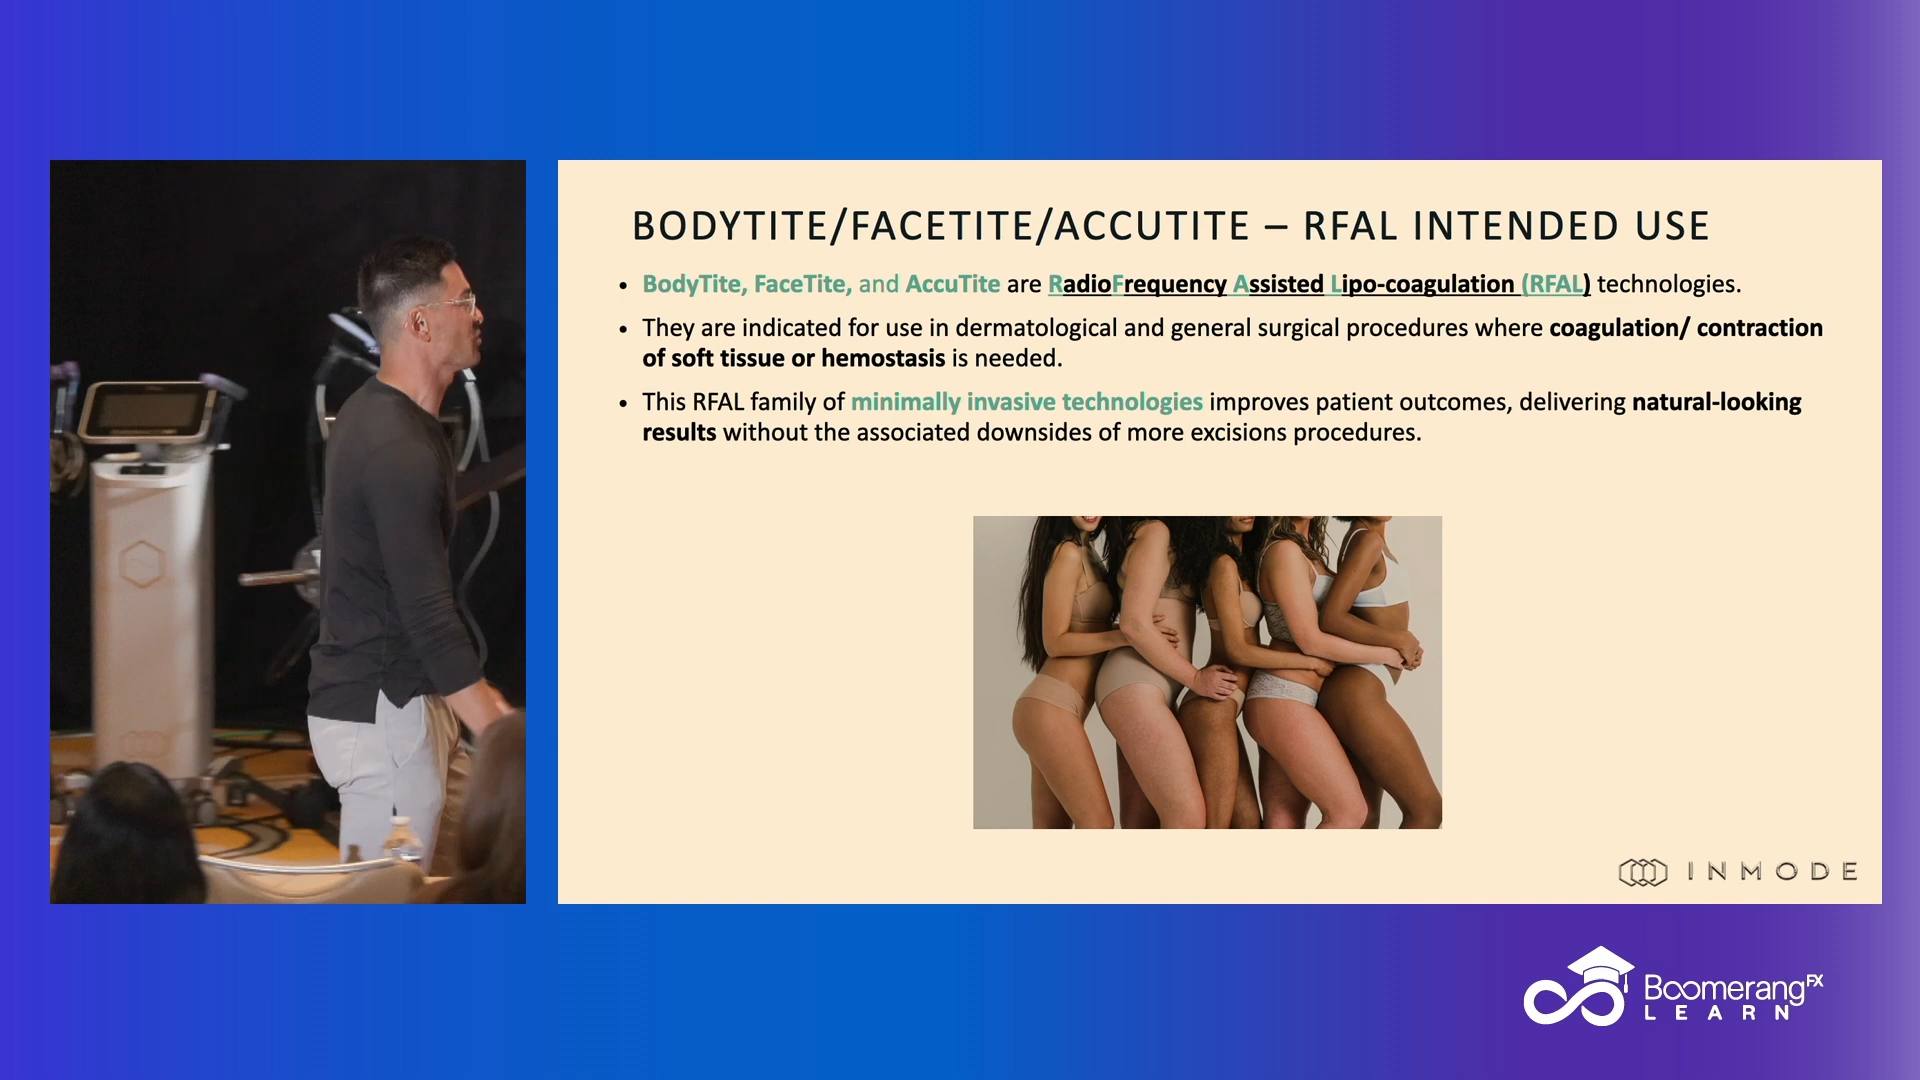 BODYTITE/FACETITE/ACCUTITE – RFAL INTENDED USE
• BodyTite, FaceTite, and AccuTite are RadioFrequency Assisted Lipo-coagulation (RFAL) technologies.
• They are indicated for use in dermatological and general surgical procedures where coagulation/ contraction
of soft tissue or hemostasis is needed.
• This RFAL family of minimally invasive technologies improves patient outcomes, delivering natural-looking
results without the associated downsides of more excisions procedures.
INMODE
BoomerangFX
LEARN